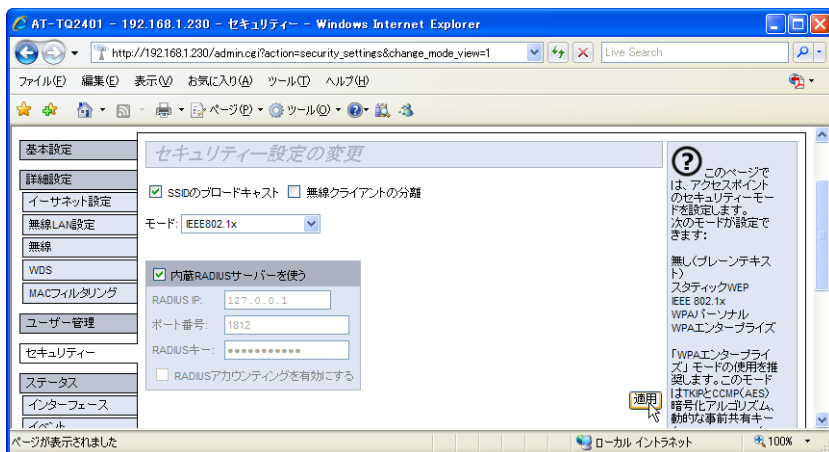 AT-TQ2401 - 192.168.1.230 - セキュリティー - Windows Internet Explorer
http://192.168.1.230/admin.cgi?action=security_settings&change_mode_view=1
Live Search
ファイル(F) 編集(E) 表示(V) お気に入り(A) ツール(T) ヘルプ(H)
ページ(P) ツール(O)
基本設定
詳細設定
イーサネット設定
無線LAN設定
無線
WDS
MACフィルタリング
ユーザー管理
セキュリティー
ステータス
インターフェース
イベント
セキュリティー設定の変更
SSIDのブロードキャスト 無線クライアントの分離
モード: IEEE802.1x
内蔵RADIUSサーバーを使う
RADIUS IP: 127.0.0.1
ポート番号: 1812
RADIUSキー: ●●●●●●●●●●●
RADIUSアカウンティングを有効にする
適用
このページで
は、アクセスポイント
のセキュリティーモー
ドを設定します。
次のモードが設定で
きます:
無し(プレーンテキス
ト)
スタティックWEP
IEEE 802.1x
WPAパーソナル
WPAエンタープライズ
「WPAエンタープライ
ズ」モードの使用を推
奨します。このモード
はTKIPとCCMP(AES)
暗号化アルゴリズム、
動的な事前共有キー
ページが表示されました
ローカル イントラネット
100%